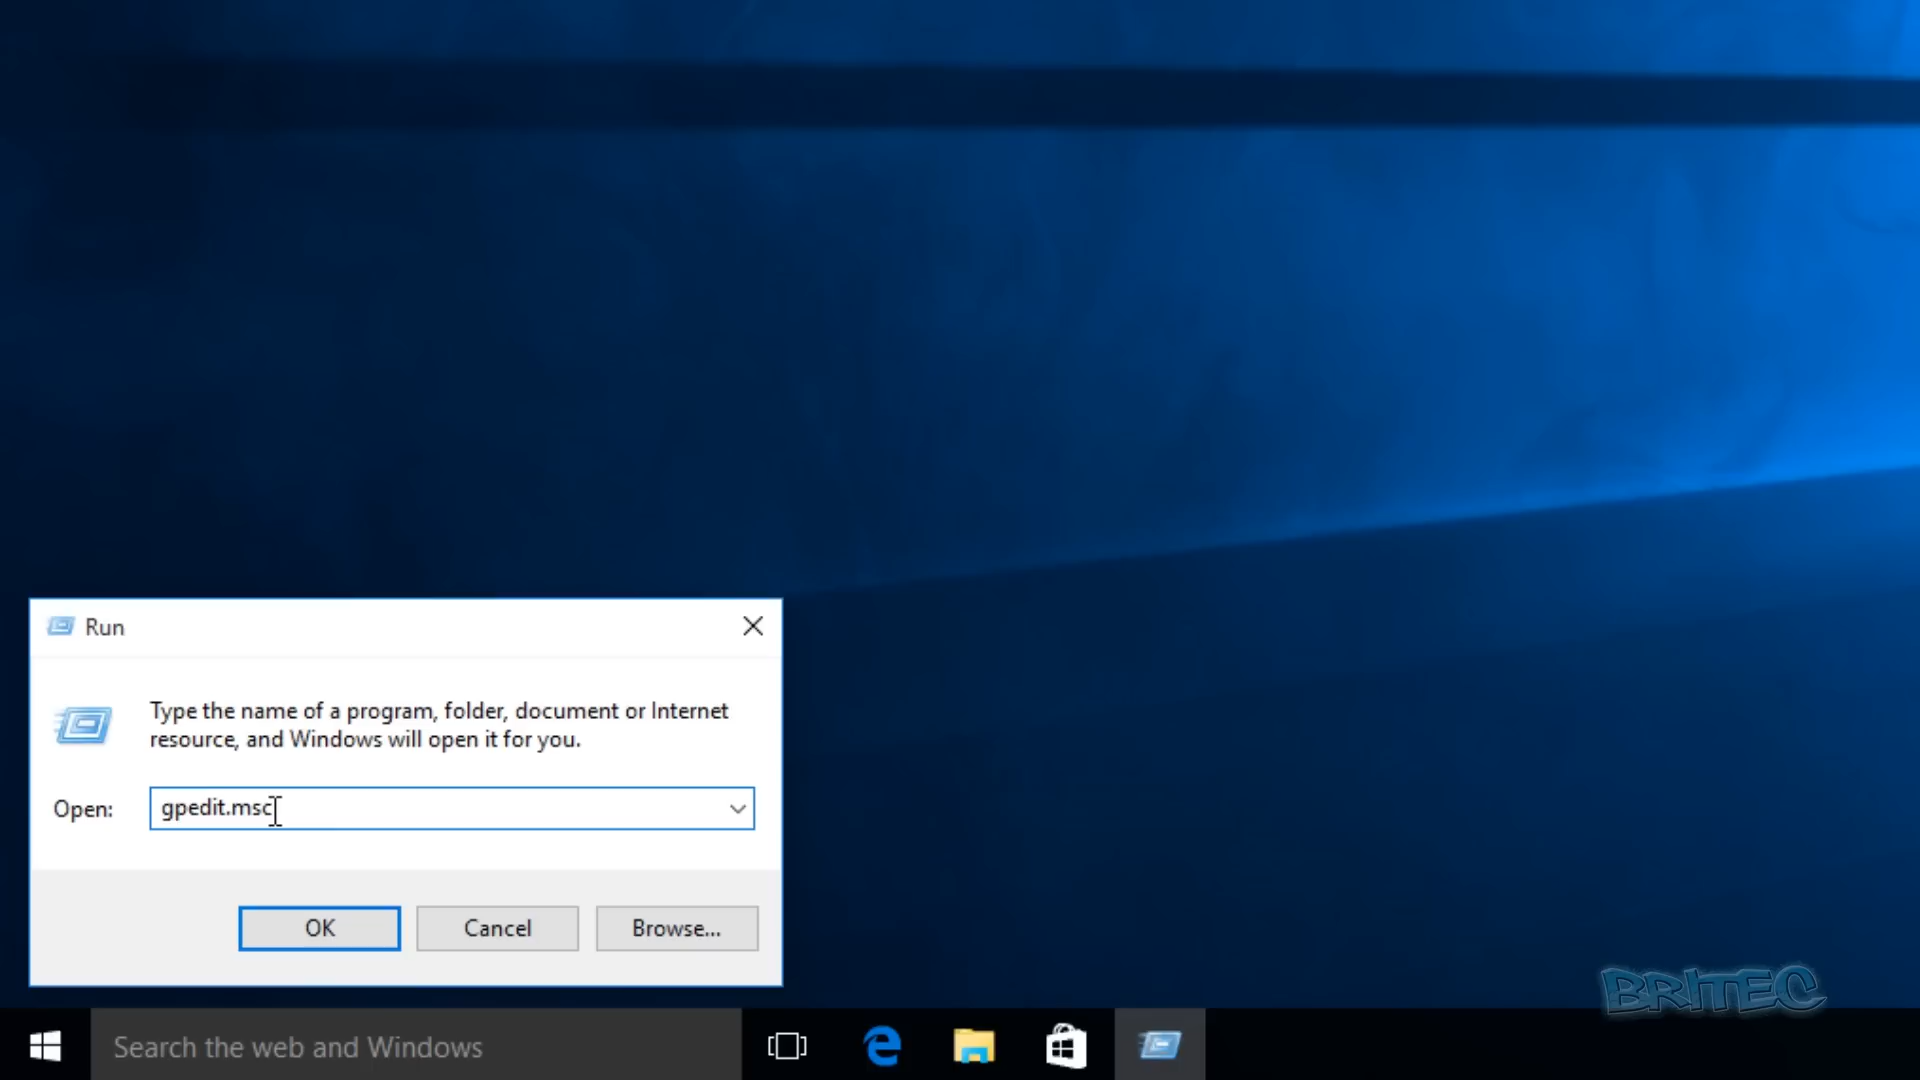 Run
Type the name of a program, folder, document or Internet
resource, and Windows will open it for you.
Open:
gpedit.msc
OK
Cancel
Browse...
BRITEC
Search the web and Windows